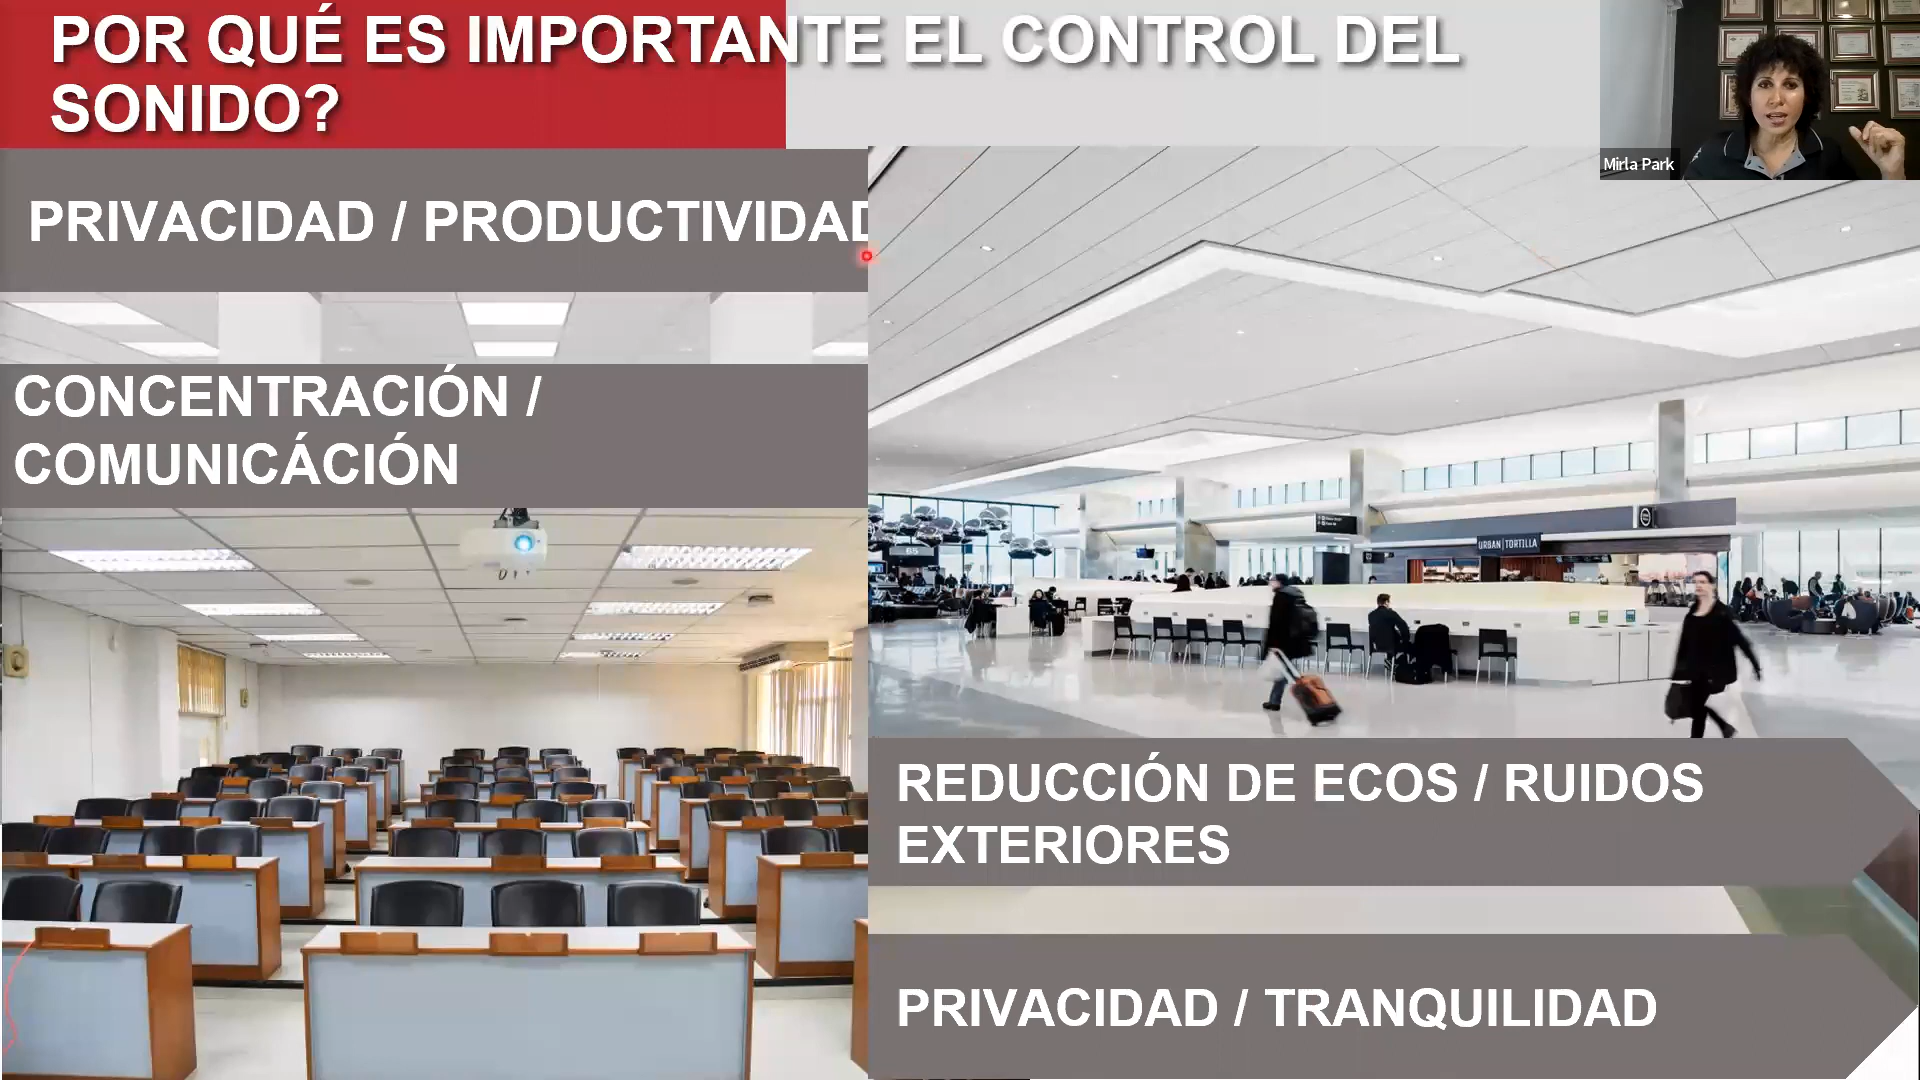 POR QUÉ ES IMPORTANTE EL CONTROL DEL
SONIDO?
Mirla Park
PRIVACIDAD / PRODUCTIVIDAD
CONCENTRACIÓN /
COMUNICÁCIÓN
B5
URBAN TORTILLA
REDUCCIÓN DE ECOS / RUIDOS
EXTERIORES
PRIVACIDAD / TRANQUILIDAD